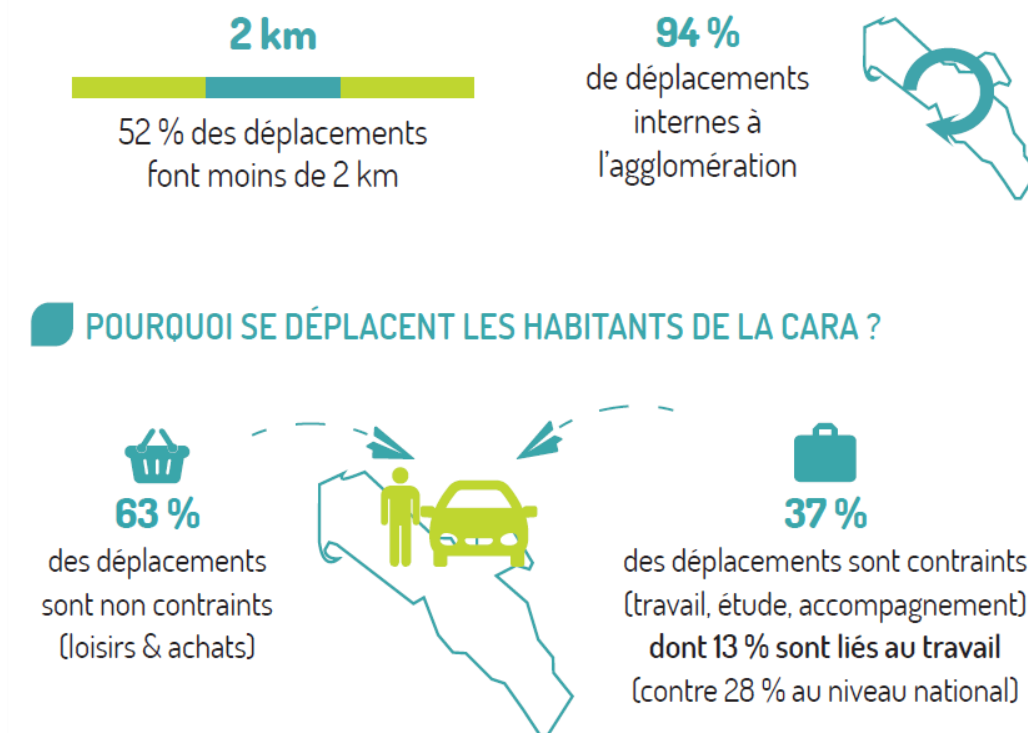 2 km
52 % des déplacements
font moins de 2 km
94 %
de déplacements
internes à
l'agglomération
POURQUOI SE DÉPLACENT LES HABITANTS DE LA CARA ?
63 %
des déplacements
sont non contraints
(loisirs & achats)
37 %
des déplacements sont contraints
(travail, étude, accompagnement)
dont 13 % sont liés au travail
(contre 28 % au niveau national)